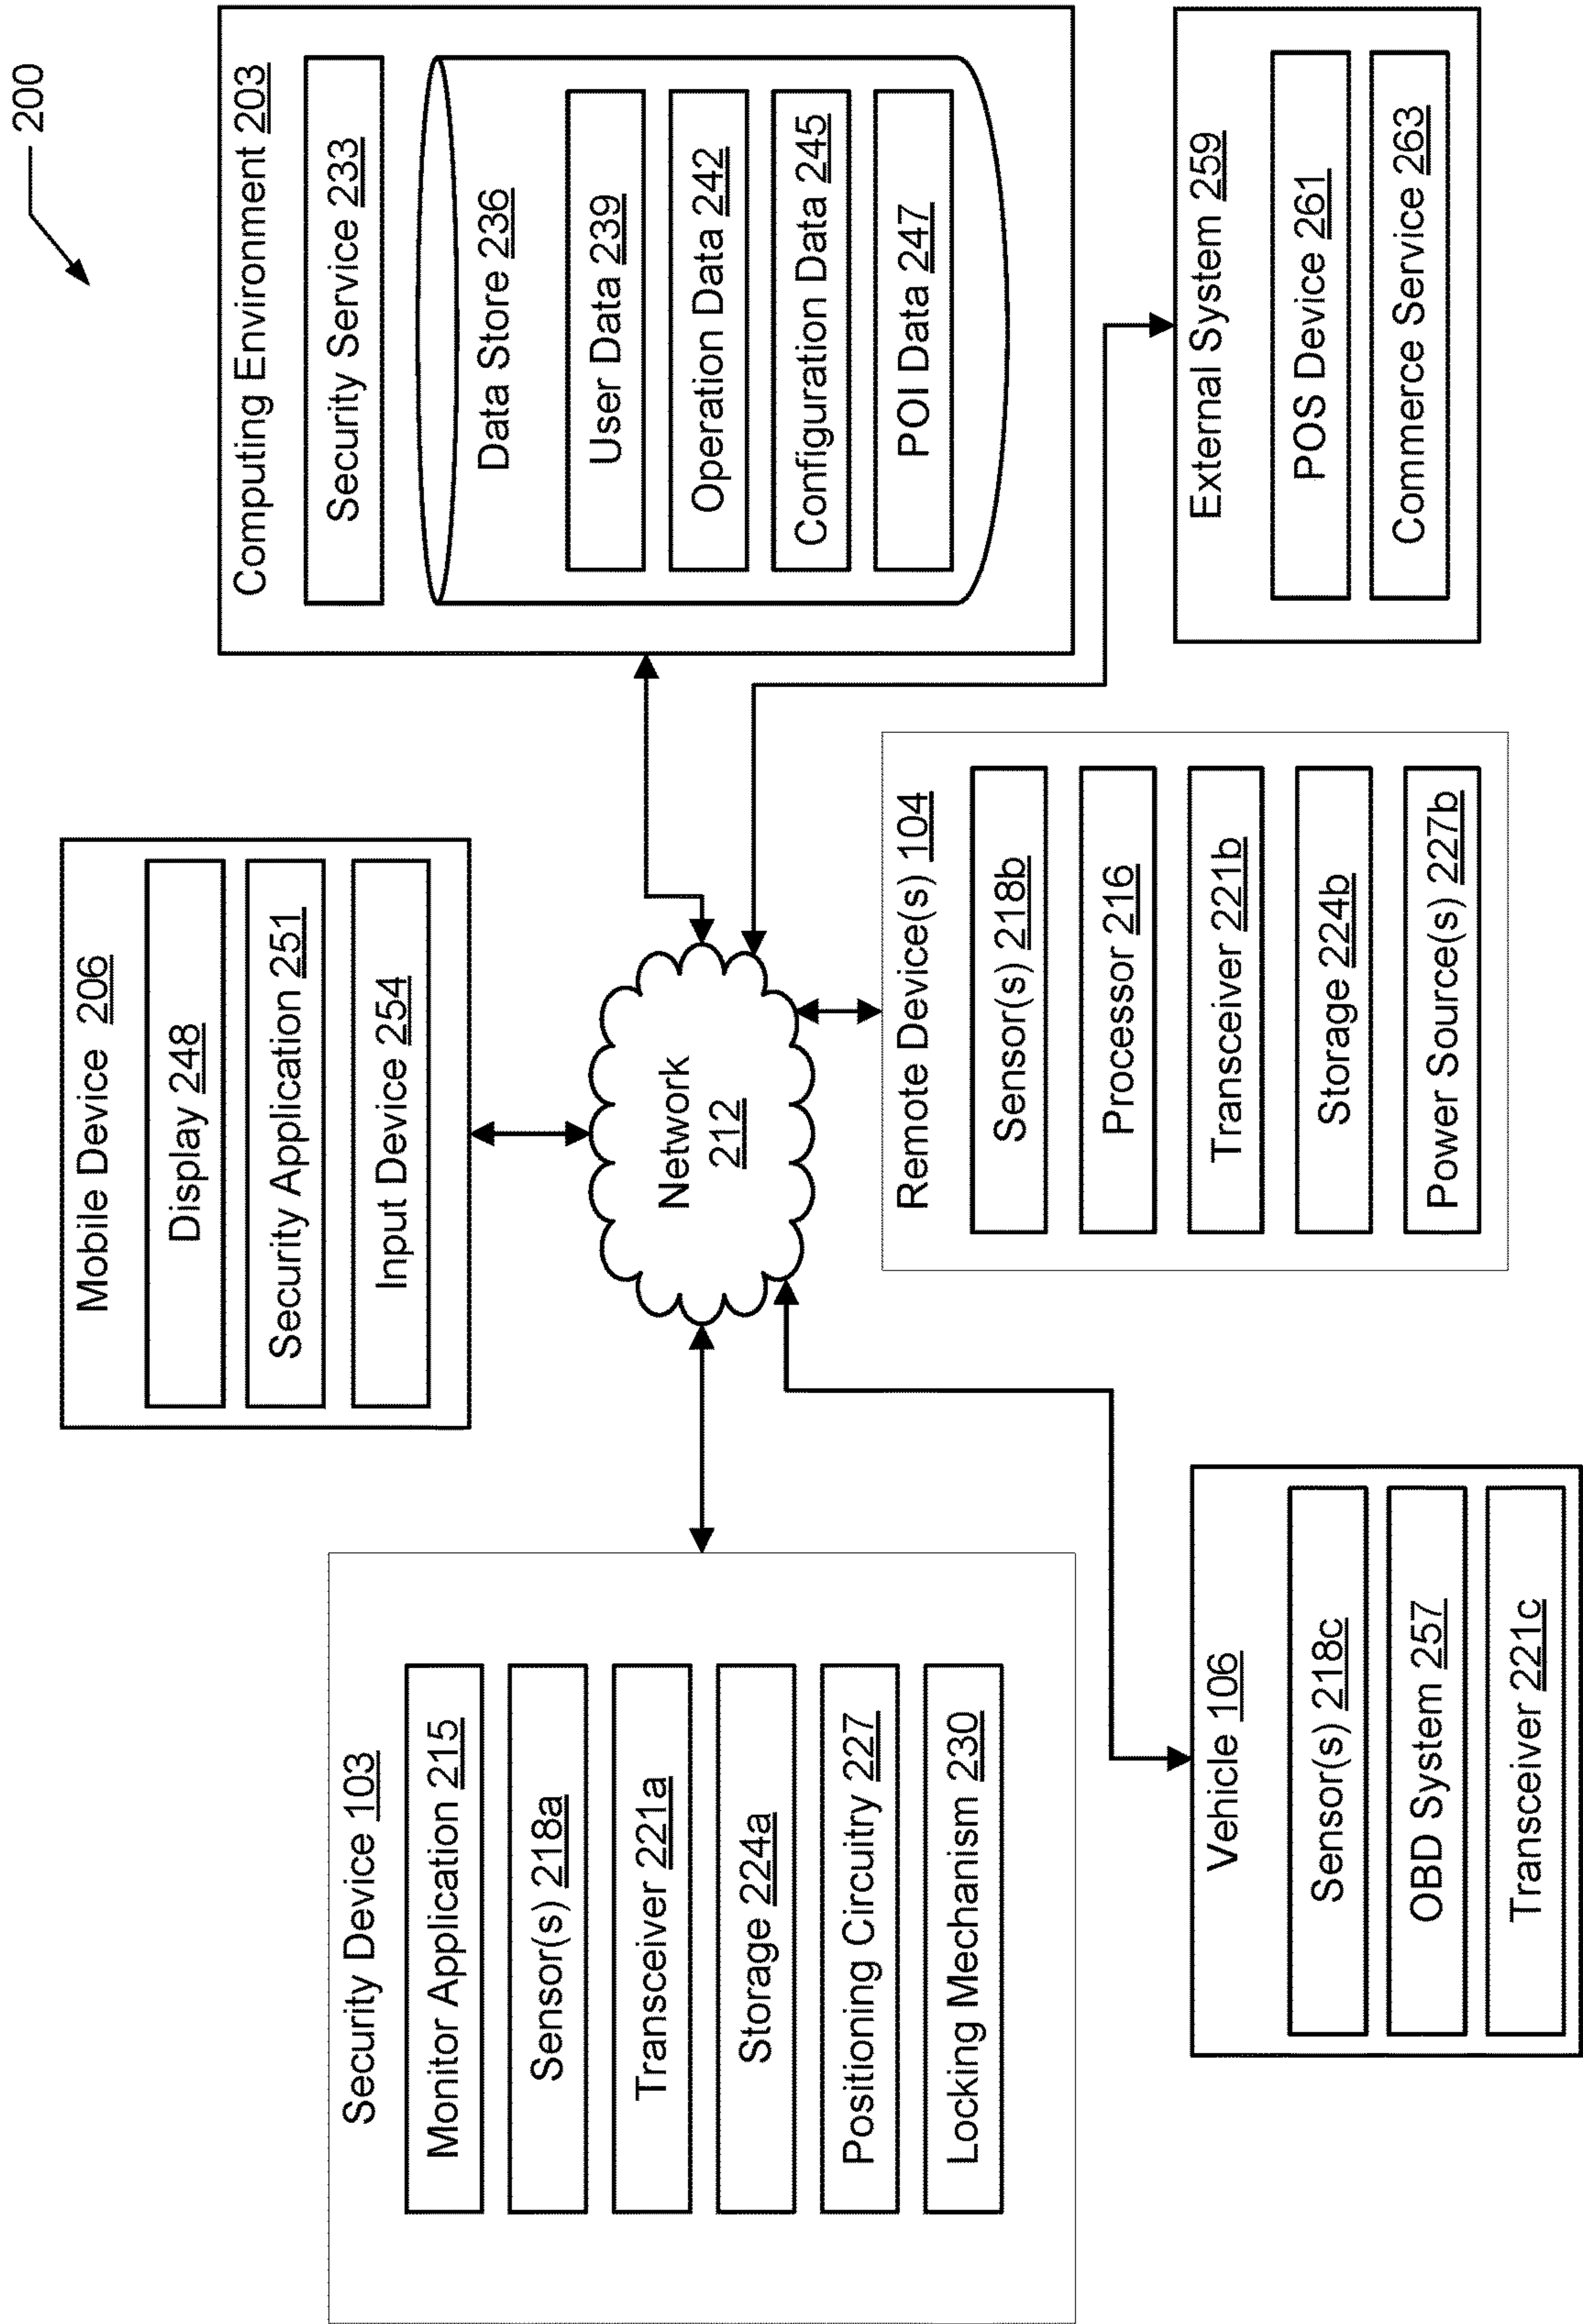 200
Computing Environment 203
Security Service 233
Data Store 236
User Data 239
Operation Data 242
Configuration Data 245
POI Data 247
Mobile Device 206
Display 248
Security Application 251
Input Device 254
Network
212
Security Device 103
Monitor Application 215
Sensor(s) 218a
Transceiver 221a
Storage 224a
Positioning Circuitry 227
Locking Mechanism 230
Vehicle 106
Sensor(s) 218c
OBD System 257
Transceiver 221c
Remote Device(s) 104
Sensor(s) 218b
Processor 216
Transceiver 221b
Storage 224b
Power Source(s) 227b
External System 259
POS Device 261
Commerce Service 263